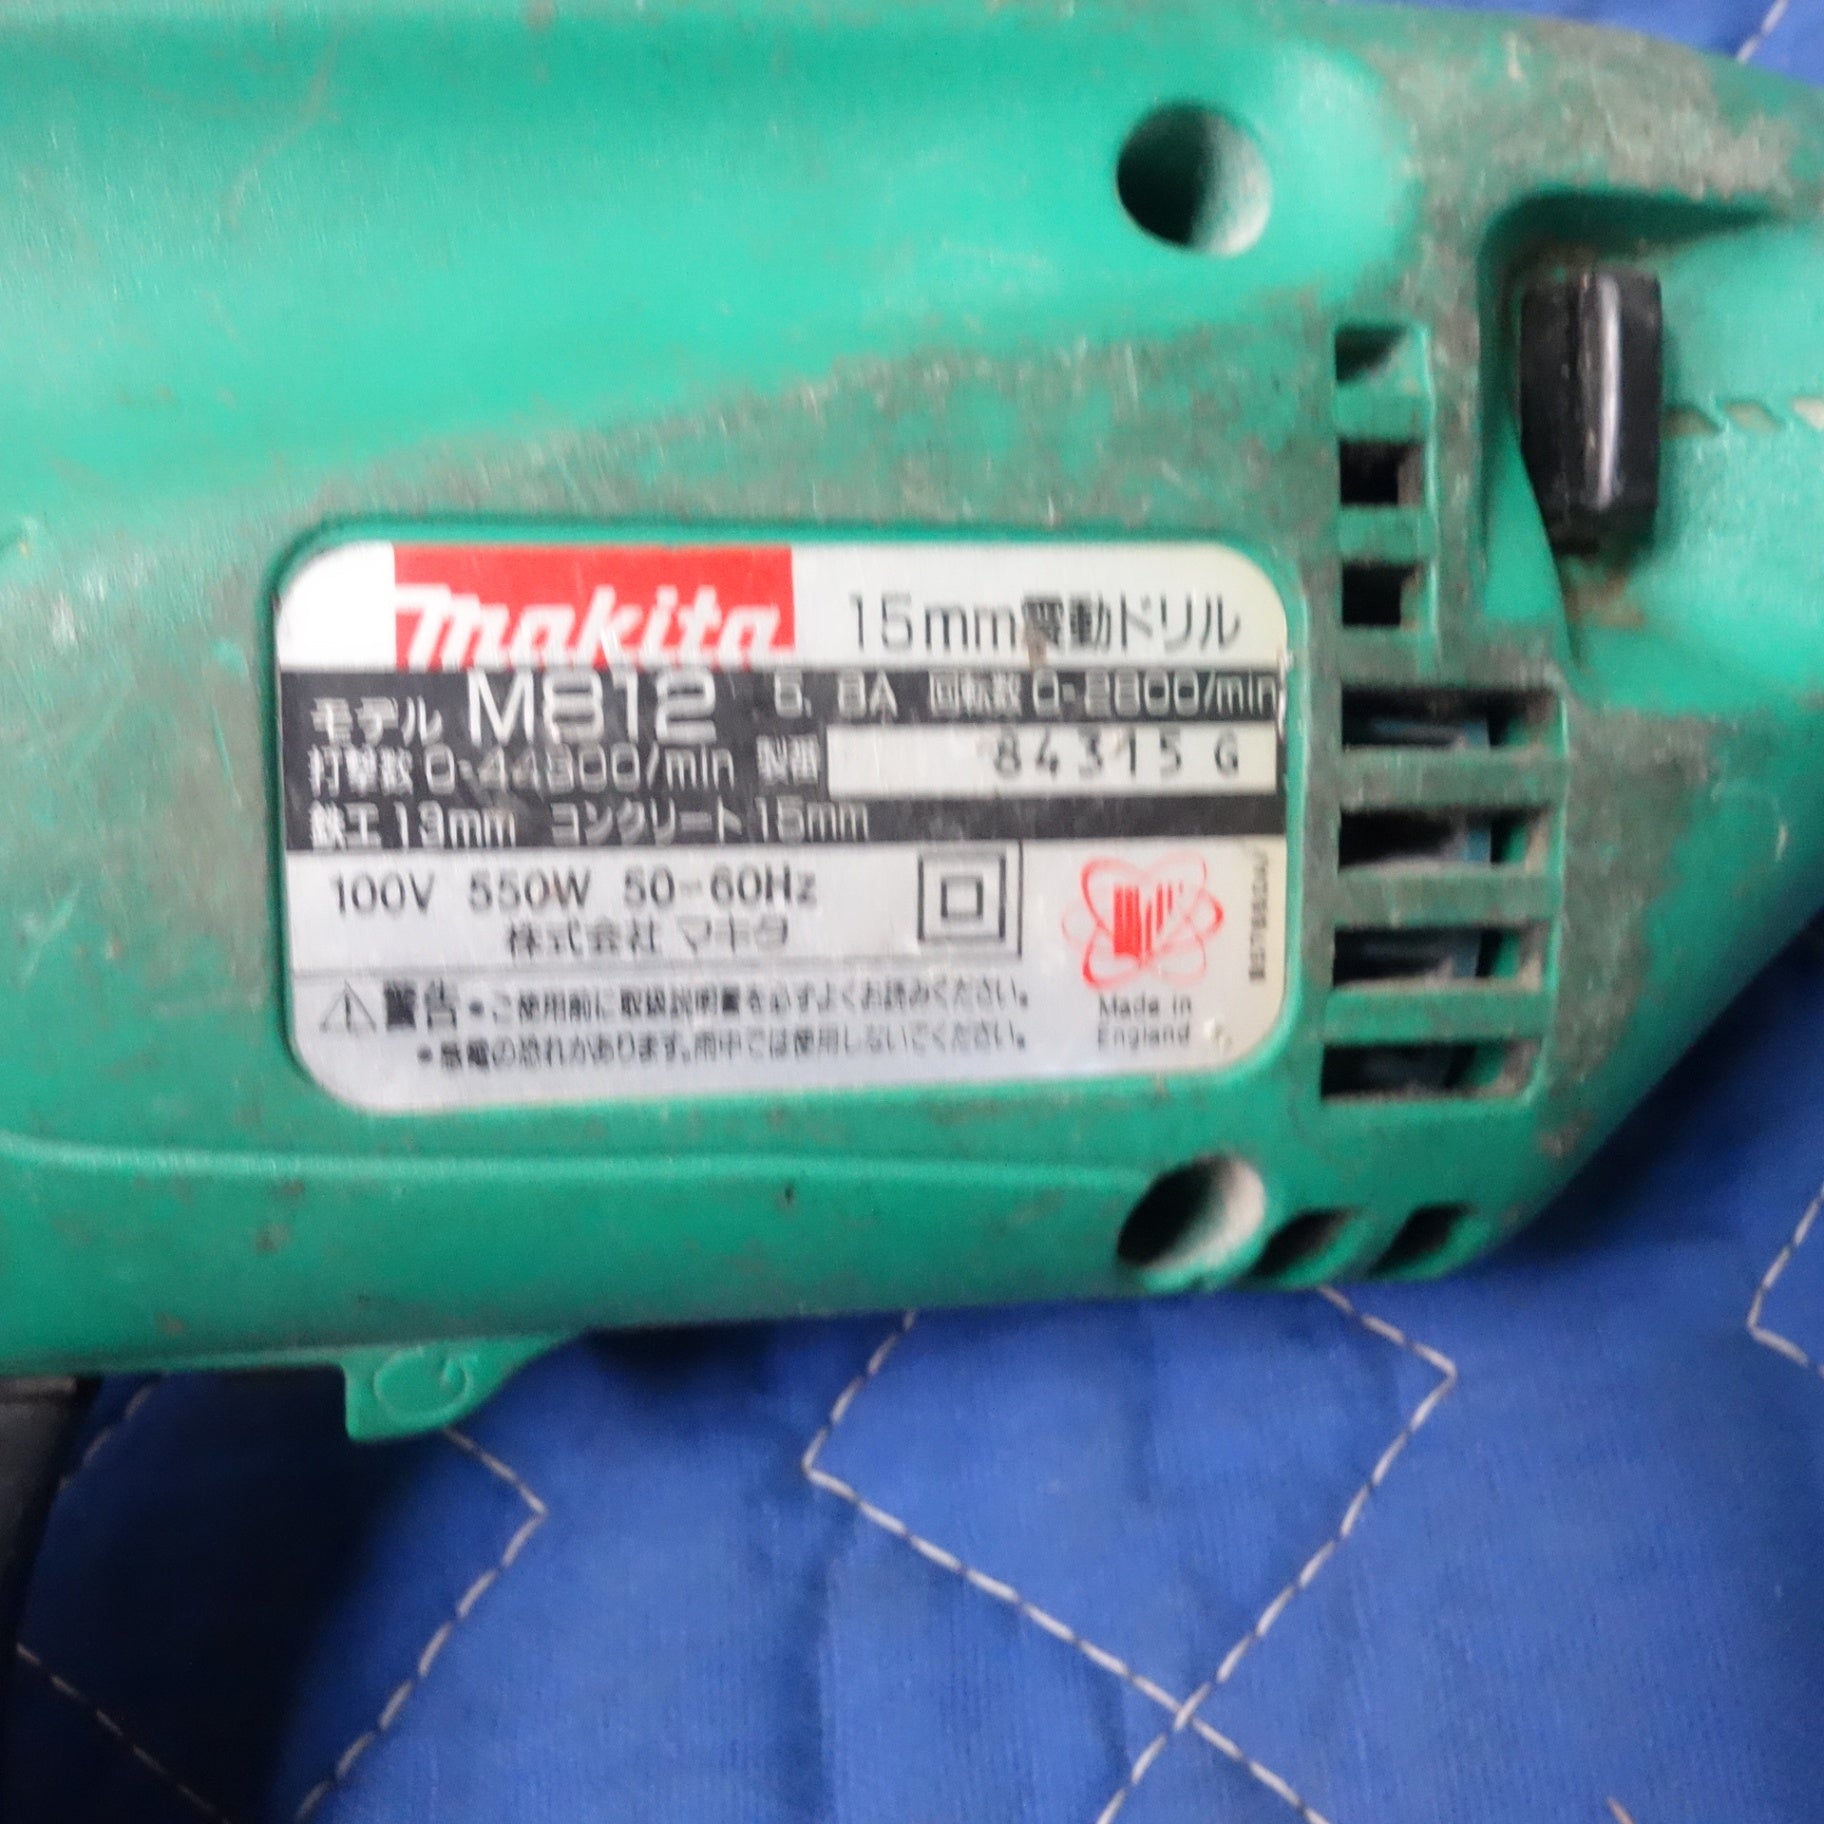 makita 15mm震動ドリル
モデル M812 5.8A 回転数 0-2800/min
打撃数 0-44800/min 製番 84315 G
鉄工 13mm コンクリート 15mm
100V 550W 50-60Hz
株式会社 マキタ
警告 •ご使用前に取扱説明書を必ずよくお読みください。
•感電の恐れがあります。雨中では使用しないでください。
Made in
England